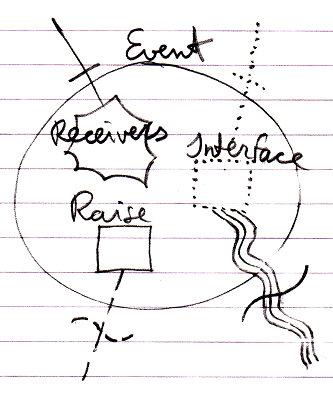 Event
Receivers
Interface
Raise